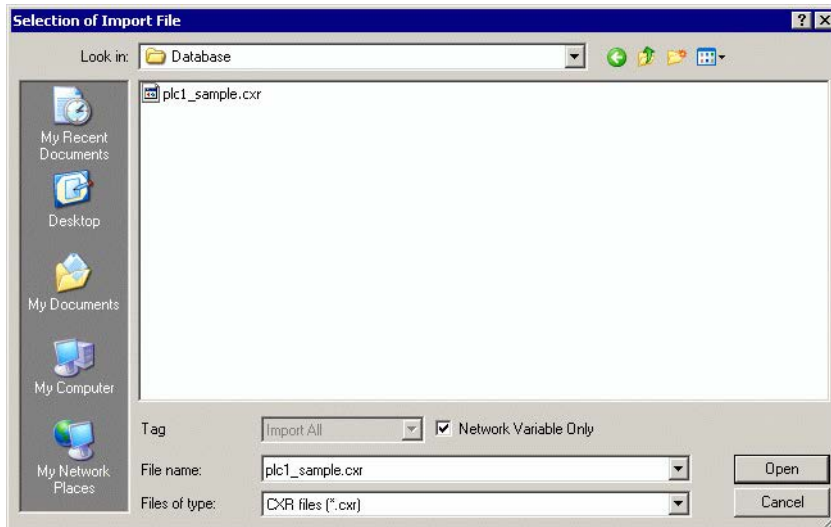 Selection of Import File
Look in: Database
plc1_sample.cxr
My Recent
Documents
Desktop
My Documents
My Computer
My Network
Places
Tag Import All Network Variable Only
File name: plc1_sample.cxr Open
Files of type: CXR files (*.cxr) Cancel